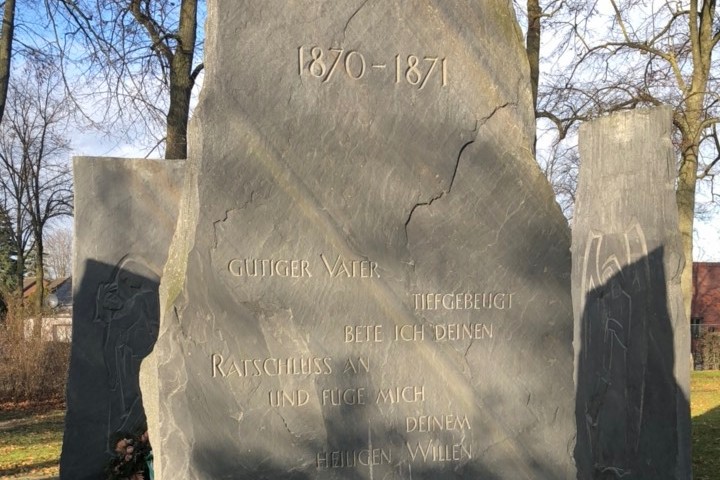 1870-1871
GÜTIGER VATER
TIEFGEBEUGT
BETE ICH DEINEN
RATSCHLUSS AN
UND FÜGE MICH
DEINEM
HEILIGEN WILLEN